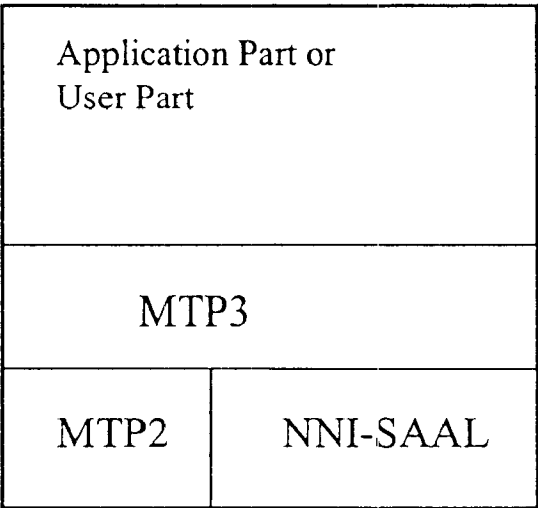 Application Part or
User Part
MTP3
MTP2
NNI-SAAL